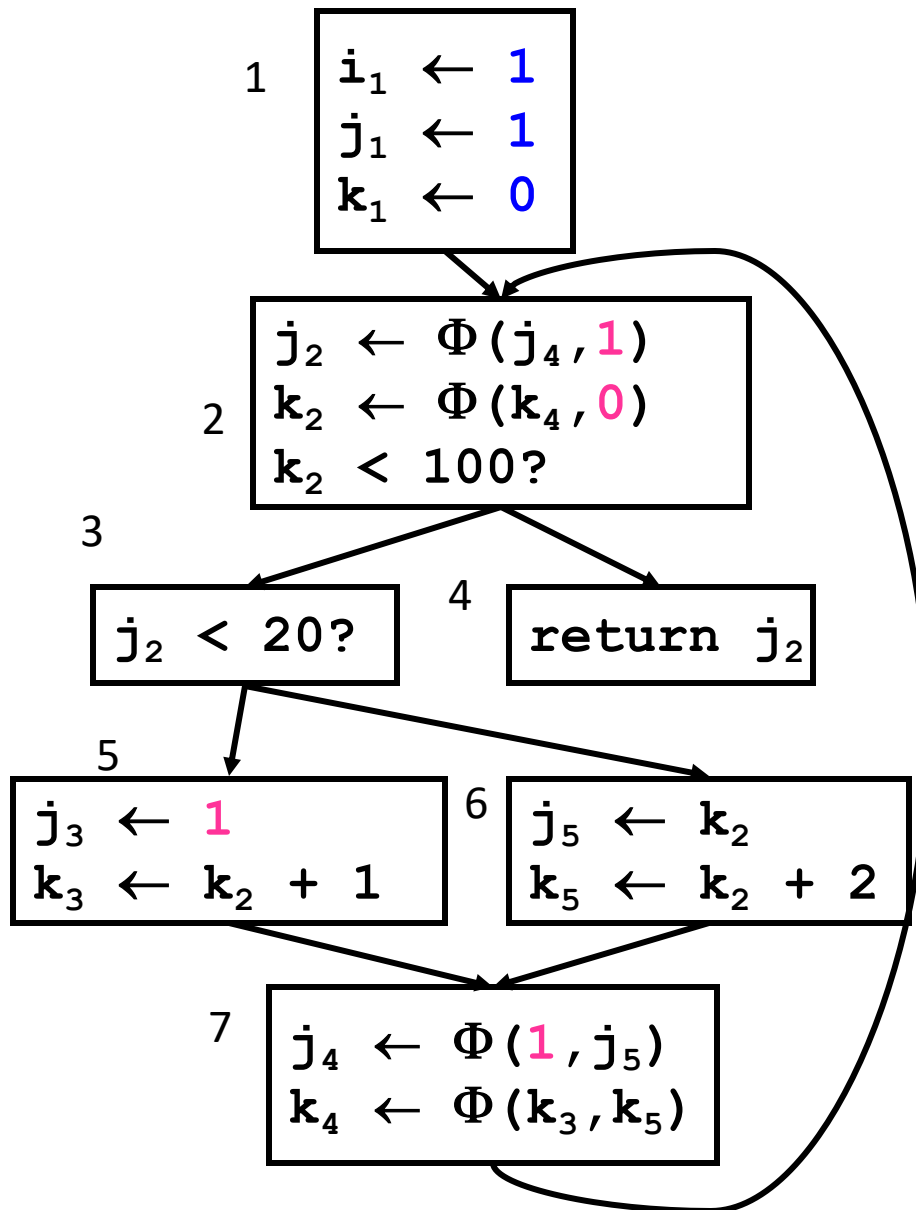 1
i₁ ← 1
j₁ ← 1
k₁ ← 0
2
j₂ ← Φ(j₄,1)
k₂ ← Φ(k₄,0)
k₂ < 100?
3
j₂ < 20?
4
return j₂
5
j₃ ← 1
k₃ ← k₂ + 1
6
j₅ ← k₂
k₅ ← k₂ + 2
7
j₄ ← Φ(1,j₅)
k₄ ← Φ(k₃,k₅)